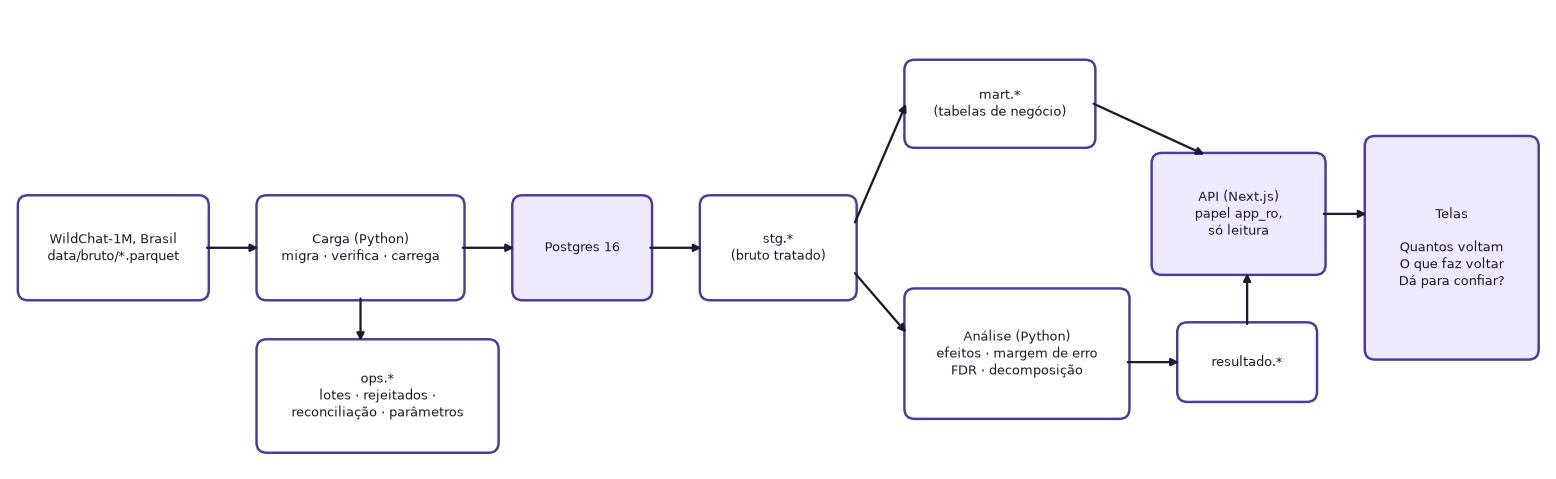 WildChat-1M, Brasil
data/bruto/*.parquet
Carga (Python)
migra · verifica · carrega
ops.*
lotes · rejeitados ·
reconciliação · parâmetros
Postgres 16
stg.*
(bruto tratado)
mart.*
(tabelas de negócio)
Análise (Python)
efeitos · margem de erro
FDR · decomposição
resultado.*
API (Next.js)
papel app_ro,
só leitura
Telas
Quantos voltam
O que faz voltar
Dá para confiar?